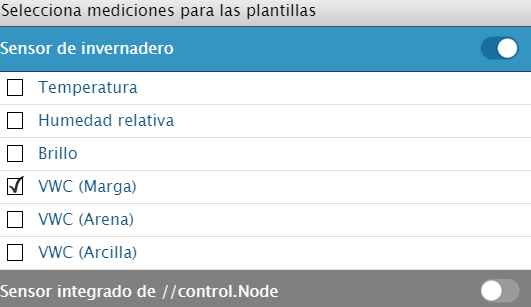 Selecciona mediciones para las plantillas
Sensor de invernadero
Temperatura
Humedad relativa
Brillo
VWC (Marga)
VWC (Arena)
VWC (Arcilla)
Sensor integrado de //control.Node